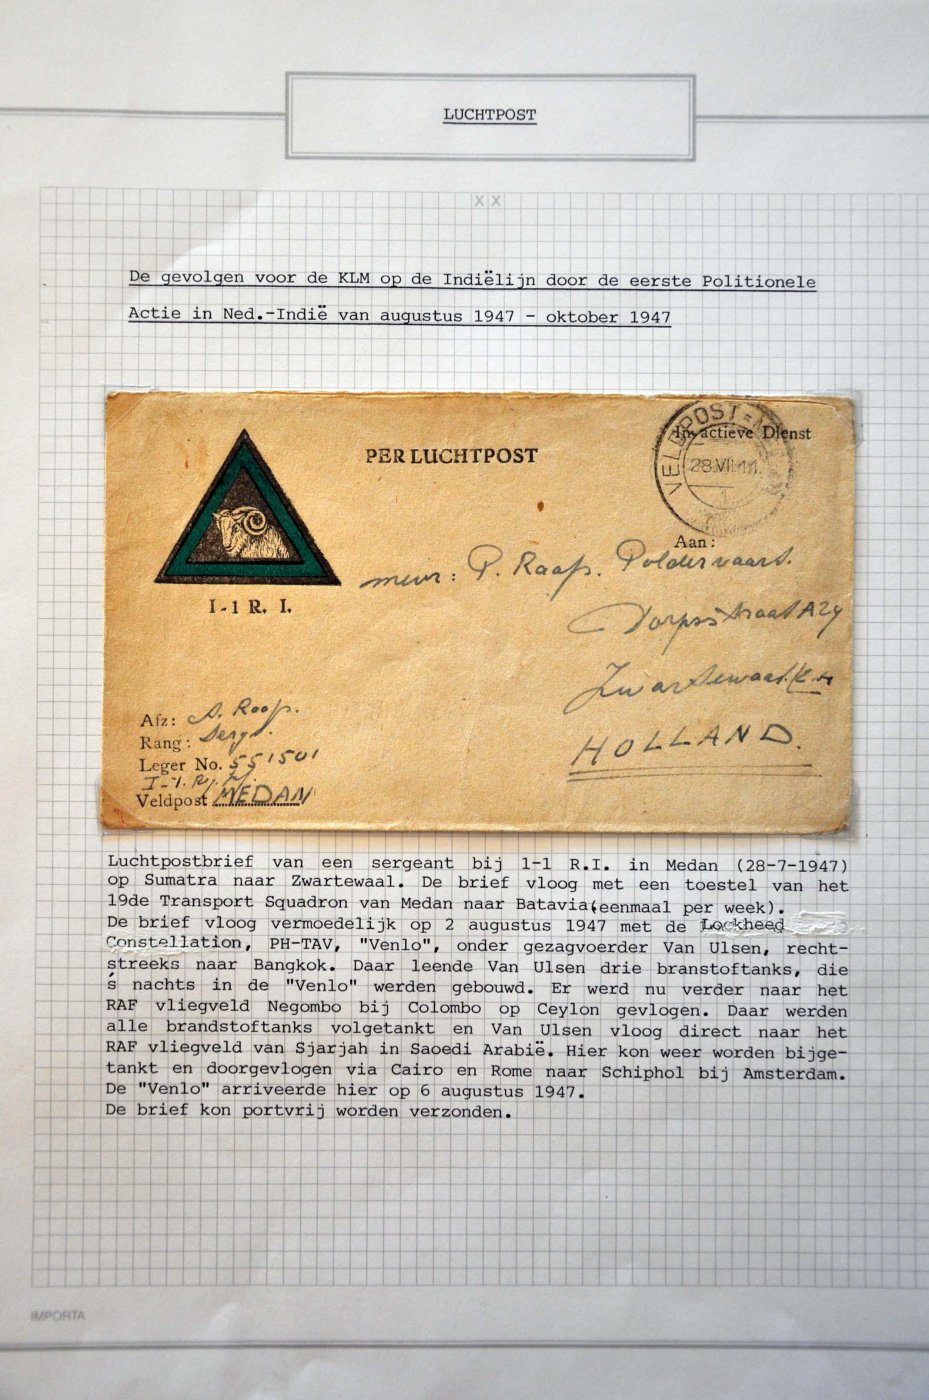 LUCHTPOST
X X
De gevolgen voor de KLM op de Indiëlijn door de eerste Politionele
Actie in Ned.-Indië van augustus 1947 - oktober 1947
VELDPOST
28.VII.
1
In actieve Dienst
PER LUCHTPOST
Aan:
P. Raap. Poldervaart.
Dorpsstraat A29
I-1 R. I.
HOLLAND.
Afz: A. Raap.
Rang: Serg.
Leger No. 551501
Veldpost MEDAN
Luchtpostbrief van een sergeant bij 1-1 R.I. in Medan (28-7-1947)
op Sumatra naar Zwartewaal. De brief vloog met een toestel van het
19de Transport Squadron van Medan naar Batavia(eenmaal per week).
De brief vloog vermoedelijk op 2 augustus 1947 met de Lockheed
Constellation, PH-TAV, "Venlo", onder gezagvoerder Van Ulsen, recht-
streeks naar Bangkok. Daar leende Van Ulsen drie branstoftanks, die
ś nachts in de "Venlo" werden gebouwd. Er werd nu verder naar het
RAF vliegveld Negombo bij Colombo op Ceylon gevlogen. Daar werden
alle brandstoftanks volgetankt en Van Ulsen vloog direct naar het
RAF vliegveld van Sjarjah in Saoedi Arabië. Hier kon weer worden bijge-
tankt en doorgevlogen via Cairo en Rome naar Schiphol bij Amsterdam.
De "Venlo" arriveerde hier op 6 augustus 1947.
De brief kon portvrij worden verzonden.
IMPORTA